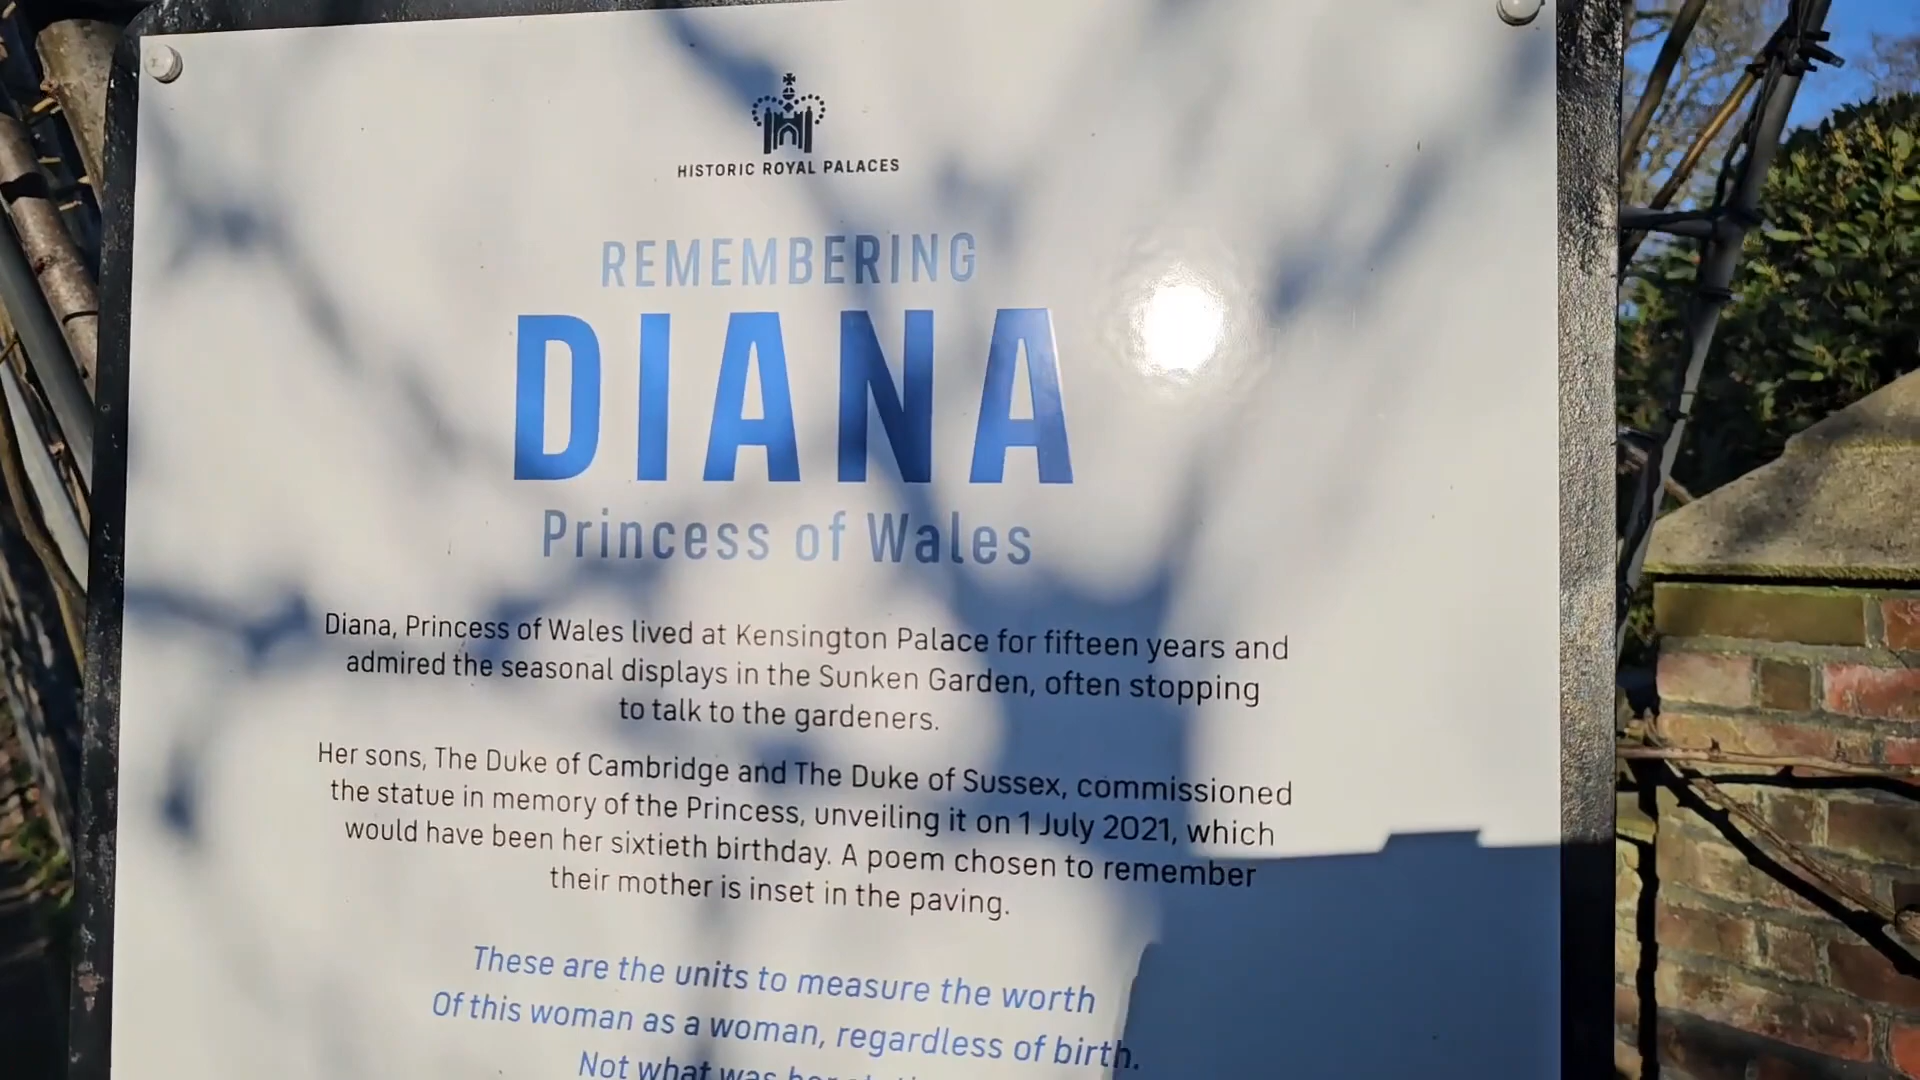 HISTORIC ROYAL PALACES
REMEMBERING
DIANA
Princess of Wales
Diana, Princess of Wales lived at Kensington Palace for fifteen years and
admired the seasonal displays in the Sunken Garden, often stopping
to talk to the gardeners.
Her sons, The Duke of Cambridge and The Duke of Sussex, commissioned
the statue in memory of the Princess, unveiling it on 1 July 2021, which
would have been her sixtieth birthday. A poem chosen to remember
their mother is inset in the paving.
These are the units to measure the worth
Of this woman as a woman, regardless of birth.
Not what was her